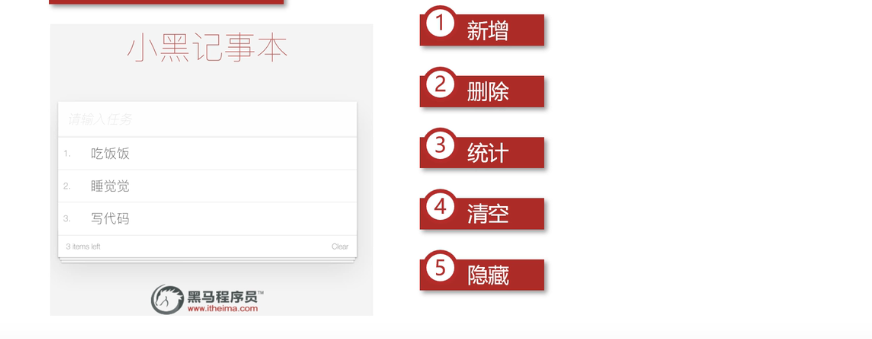 小黑记事本
请输入任务
1. 吃饭饭
2. 睡觉觉
3. 写代码
3 items left Clear
黑马程序员™
www.itheima.com
1 新增
2 删除
3 统计
4 清空
5 隐藏